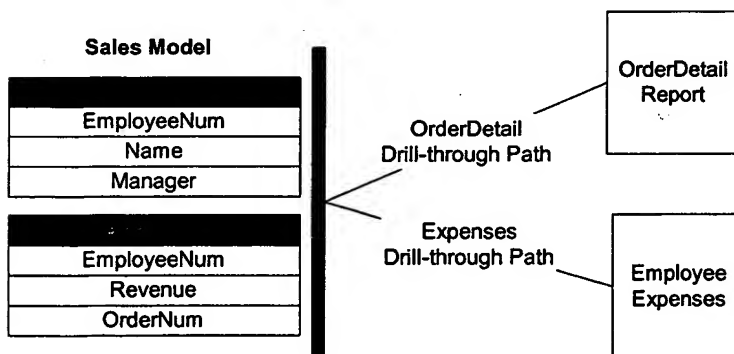 Sales Model
EmployeeNum
Name
Manager
EmployeeNum
Revenue
OrderNum
OrderDetail
Drill-through Path
Expenses
Drill-through Path
OrderDetail
Report
Employee
Expenses